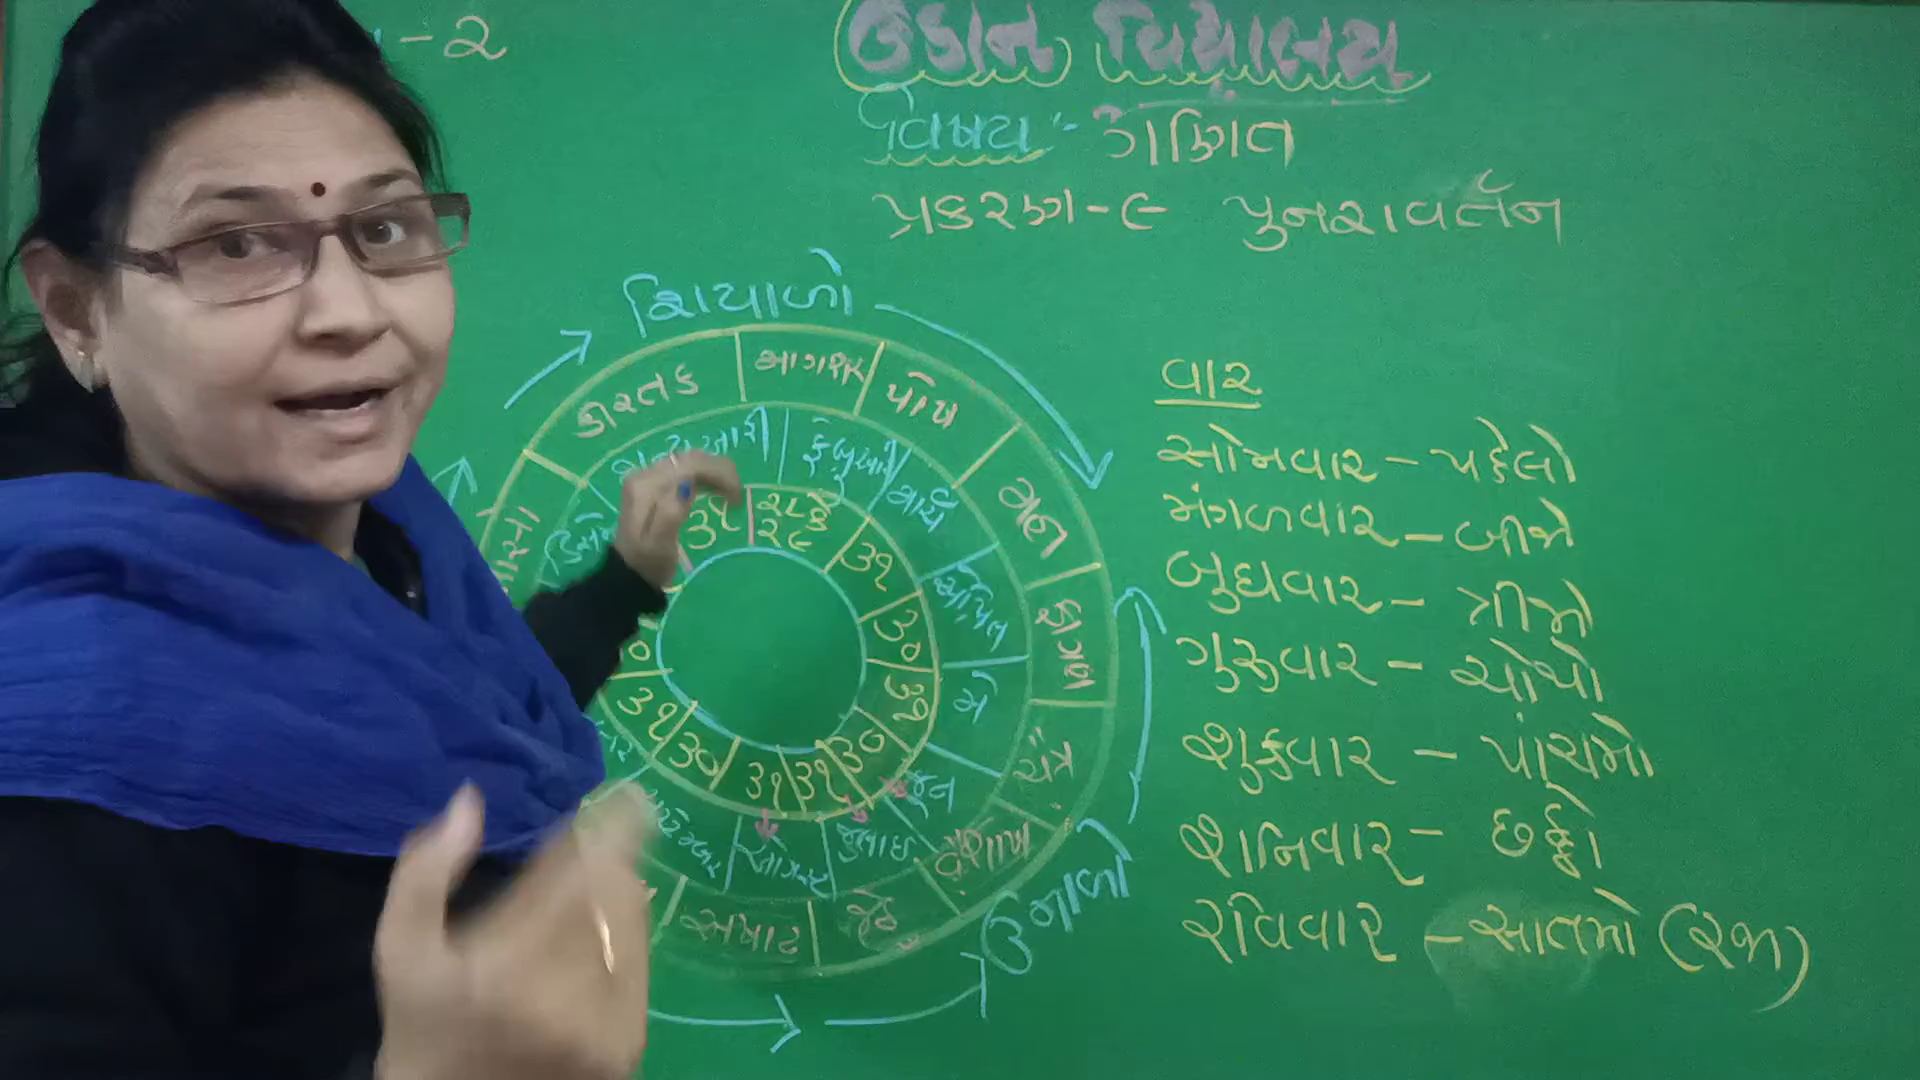 - ૨
ઉડાન વિદ્યાલય
વિષય :- ગણિત
પ્રકરણ - ૯ પુનરાવર્તન
શિયાળો
કારતક
માગશર
પોષ
મહા
ફાગણ
ચૈત્ર
વૈશાખ
જેઠ
અષાઢ
ફેબ્રુઆરી
માર્ચ
એપ્રિલ
મે
જૂન
જુલાઇ
ઓગસ્ટ
૩૧
૨૮ કે
૨૯
૩૧
૩૦
૩૧
૩૦
૩૧
૩૧
૩૦
૩૧
ઉનાળો
વાર
સોમવાર - પહેલો
મંગળવાર - બીજો
બુધવાર - ત્રીજો
ગુરુવાર - ચોથો
શુક્રવાર - પાંચમો
શનિવાર - છઠ્ઠો
રવિવાર - સાતમો (રજા)